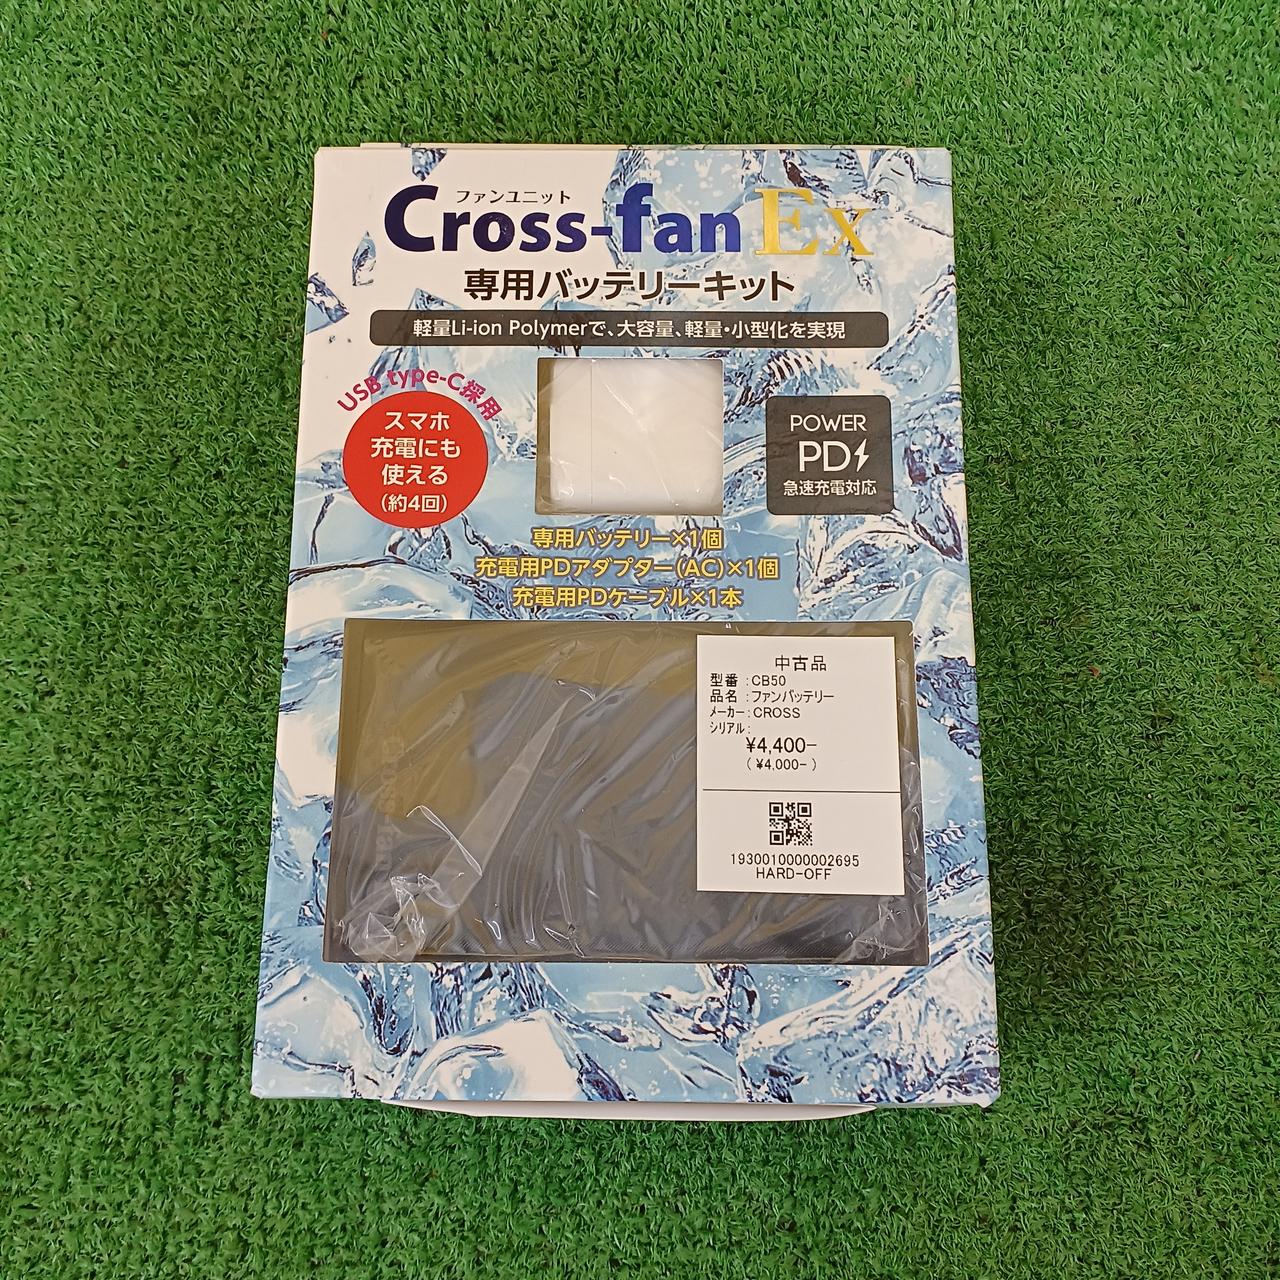 ファンユニット
Cross-fan Ex
専用バッテリーキット
軽量Li-ion Polymerで、大容量、軽量・小型化を実現
USB type-C採用
スマホ
充電にも
使える
(約4回)
POWER
PD
急速充電対応
専用バッテリー×1個
充電用PDアダプター(AC)×1個
充電用PDケーブル×1本
中古品
型番 :CB50
品名 :ファンバッテリー
メーカー:CROSS
シリアル:
¥4,400-
(¥4,000-)
1930010000002695
HARD-OFF